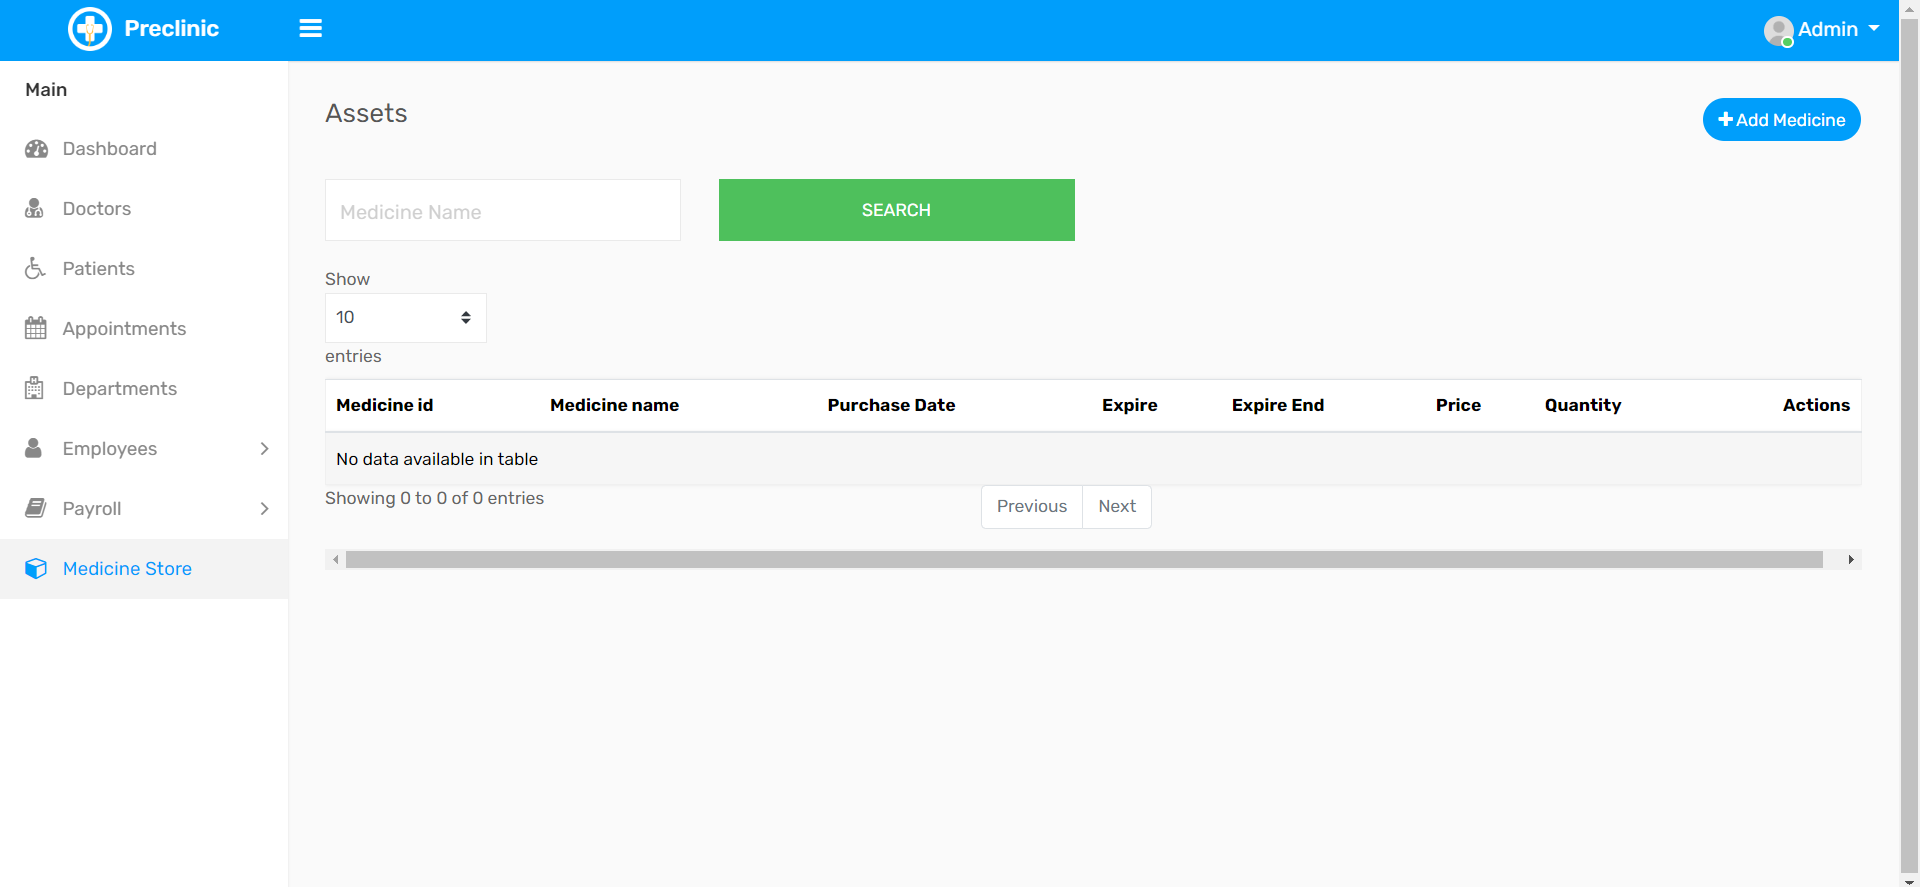 Preclinic
Admin
Main
Dashboard
Doctors
Patients
Appointments
Departments
Employees
Payroll
Medicine Store
Assets
Add Medicine
Medicine Name
SEARCH
Show
10
entries
Medicine id Medicine name Purchase Date Expire Expire End Price Quantity Actions
No data available in table
Showing 0 to 0 of 0 entries
Previous Next